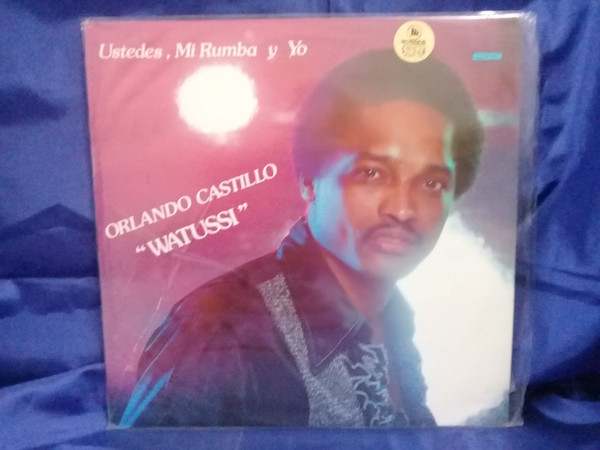 Ustedes, Mi Rumba y Yo
ORLANDO CASTILLO
"WATUSSI"